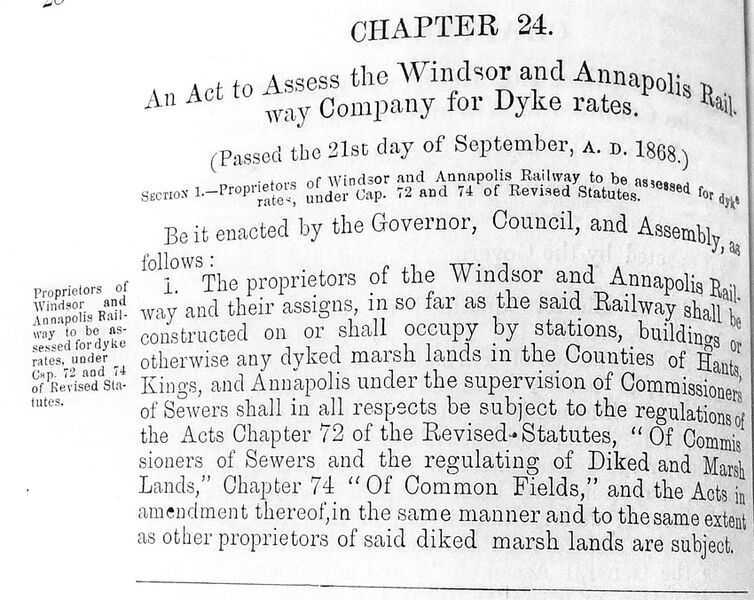 CHAPTER 24.
An Act to Assess the Windsor and Annapolis Rail-
way Company for Dyke rates.
(Passed the 21st day of September, A. D. 1868.)
SECTION 1.—Proprietors of Windsor and Annapolis Railway to be assessed for dyke
rates, under Cap. 72 and 74 of Revised Statutes.
Be it enacted by the Governor, Council, and Assembly, as
follows :
Proprietors of
Windsor and
Annapolis Rail-
way to be as-
sessed for dyke
rates, under
Cap. 72 and 74
of Revised Sta-
tutes.
1. The proprietors of the Windsor and Annapolis Rail-
way and their assigns, in so far as the said Railway shall be
constructed on or shall occupy by stations, buildings or
otherwise any dyked marsh lands in the Counties of Hants,
Kings, and Annapolis under the supervision of Commissioners
of Sewers shall in all respects be subject to the regulations of
the Acts Chapter 72 of the Revised Statutes, "Of Commis
sioners of Sewers and the regulating of Diked and Marsh
Lands," Chapter 74 "Of Common Fields," and the Acts in
amendment thereof, in the same manner and to the same extent
as other proprietors of said diked marsh lands are subject.